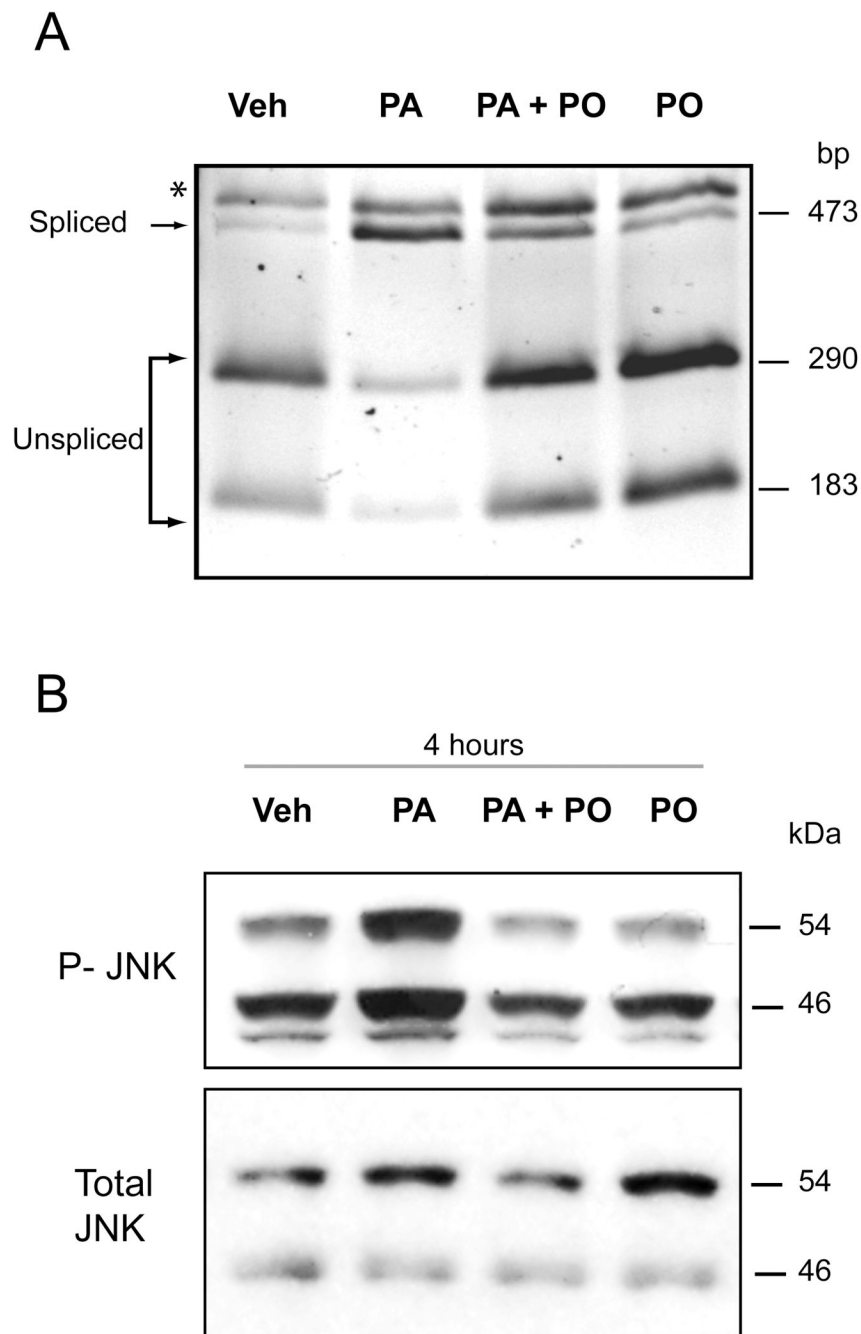 A
Veh PA PA + PO PO
bp
*
473
Spliced
290
Unspliced
183
B
4 hours
Veh PA PA + PO PO
kDa
54
P- JNK
46
54
Total
JNK
46